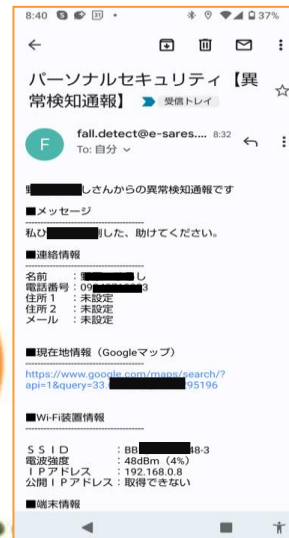 8:40 31 37%
パーソナルセキュリティ【異
常検知通報】 受信トレイ
F fall.detect@e-sares.... 8:32
To: 自分
しさんからの異常検知通報です
■メッセージ
私ひ した、助けてください。
■連絡情報
名前 : し
電話番号 : 09 3
住所1 : 未設定
住所2 : 未設定
メール : 未設定
■現在地情報（Googleマップ）
https://www.google.com/maps/search/?
api=1&query=33. 95196
■Wi-Fi装置情報
SSID : BB 48-3
電波強度 : 48dBm (4%)
IPアドレス : 192.168.0.8
公開IPアドレス : 取得できない
■端末情報